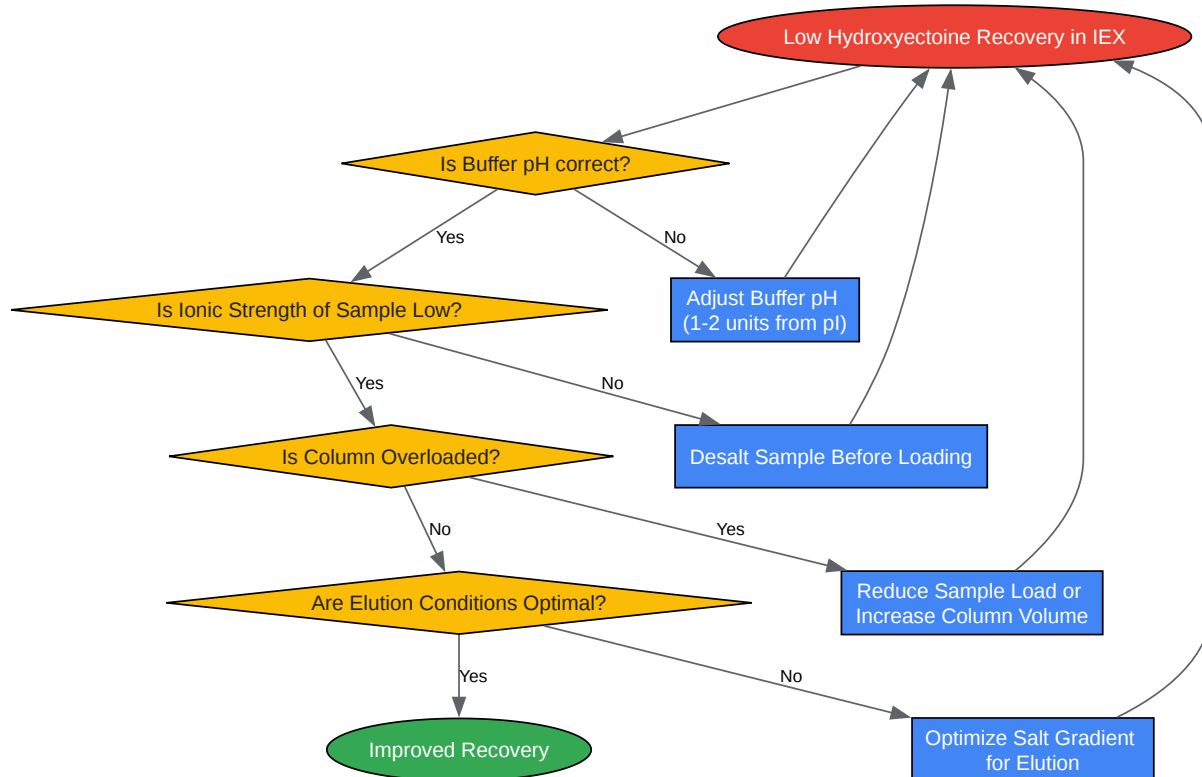 Low Hydroxyectoine Recovery in IEX
Is Buffer pH correct?
Yes
No
Is Ionic Strength of Sample Low?
Adjust Buffer pH
(1-2 units from pI)
Yes
No
Is Column Overloaded?
Desalt Sample Before Loading
No
Yes
Are Elution Conditions Optimal?
Reduce Sample Load or
Increase Column Volume
Yes
No
Improved Recovery
Optimize Salt Gradient
for Elution